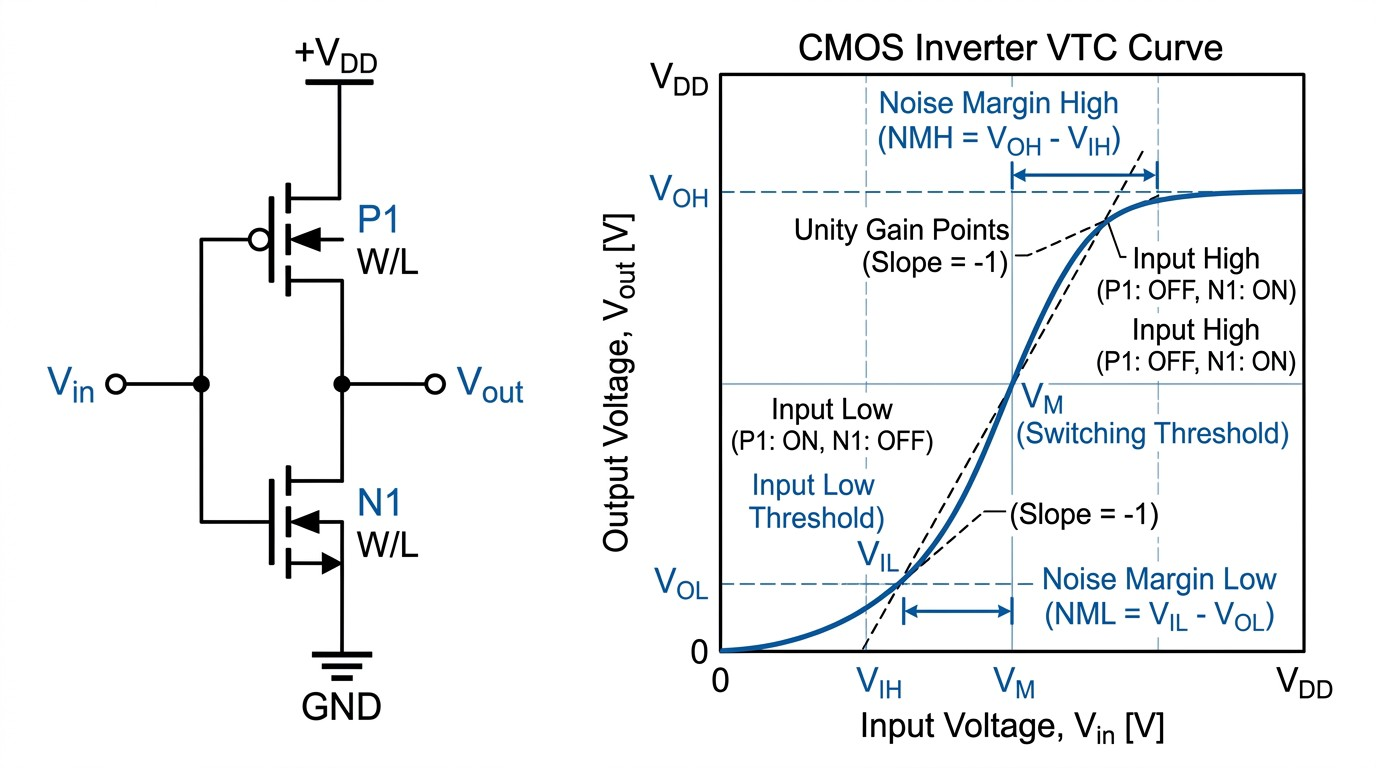 +VDD
P1
W/L
Vin
Vout
N1
W/L
GND
CMOS Inverter VTC Curve
VDD
Noise Margin High
(NMH = VOH - VIH)
VOH
Unity Gain Points
(Slope = -1)
Input High
(P1: OFF, N1: ON)
Input High
(P1: OFF, N1: ON)
Output Voltage, Vout [V]
VM
(Switching Threshold)
Input Low
(P1: ON, N1: OFF)
Input Low
Threshold)
VIL
(Slope = -1)
VOL
Noise Margin Low
(NML = VIL - VOL)
0
0
VIH
VM
VDD
Input Voltage, Vin [V]